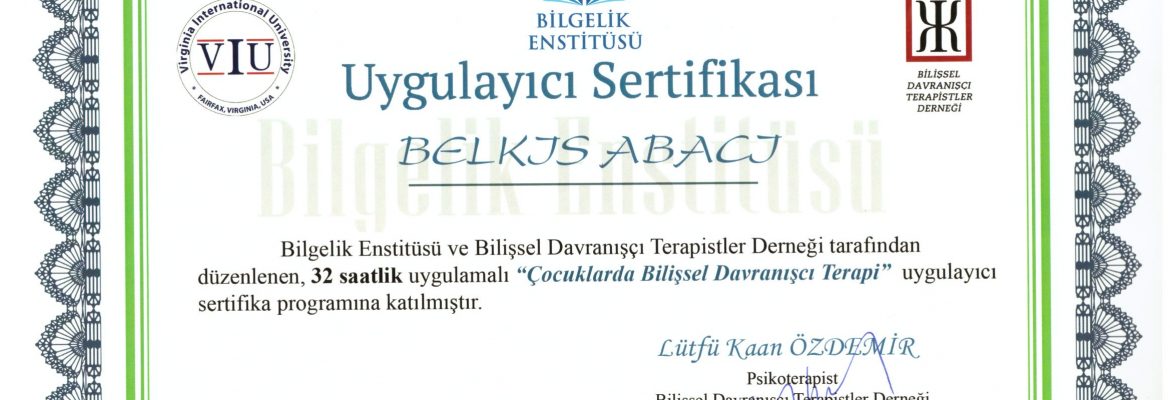 Virginia International University
VIU
FAIRFAX, VIRGINIA, USA
BİLGELİK
ENSTİTÜSÜ
BİLİŞSEL
DAVRANIŞÇI
TERAPİSTLER
DERNEĞİ
Uygulayıcı Sertifikası
Bilgelik Enstitüsü
BELKIS ABACI
Bilgelik Enstitüsü ve Bilişsel Davranışçı Terapistler Derneği tarafından
düzenlenen, 32 saatlik uygulamalı “Çocuklarda Bilişsel Davranışcı Terapi” uygulayıcı
sertifika programına katılmıştır.
Lütfü Kaan ÖZDEMİR
Psikoterapist
Bilişsel Davranışçı Terapistler Derneği